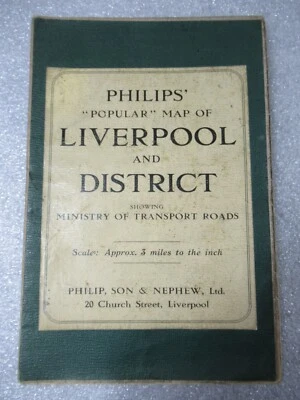 PHILIPS'
"POPULAR" MAP OF
LIVERPOOL
AND
DISTRICT
SHOWING
MINISTRY OF TRANSPORT ROADS
Scale: Approx. 3 miles to the inch
PHILIP, SON & NEPHEW, Ltd.
20 Church Street, Liverpool